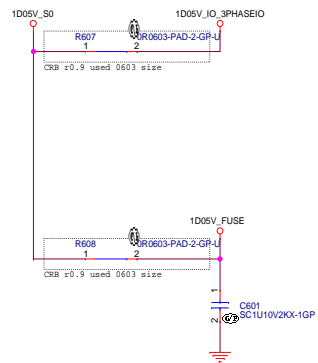 1D05V_S0
1D05V_IO_3PHASEIO
R607
0R0603-PAD-2-GP-U
1
2
CRB r0.9 used 0603 size
1D05V_FUSE
R608
0R0603-PAD-2-GP-U
1
2
CRB r0.9 used 0603 size
1
C601
SC1U10V2KX-1GP
2